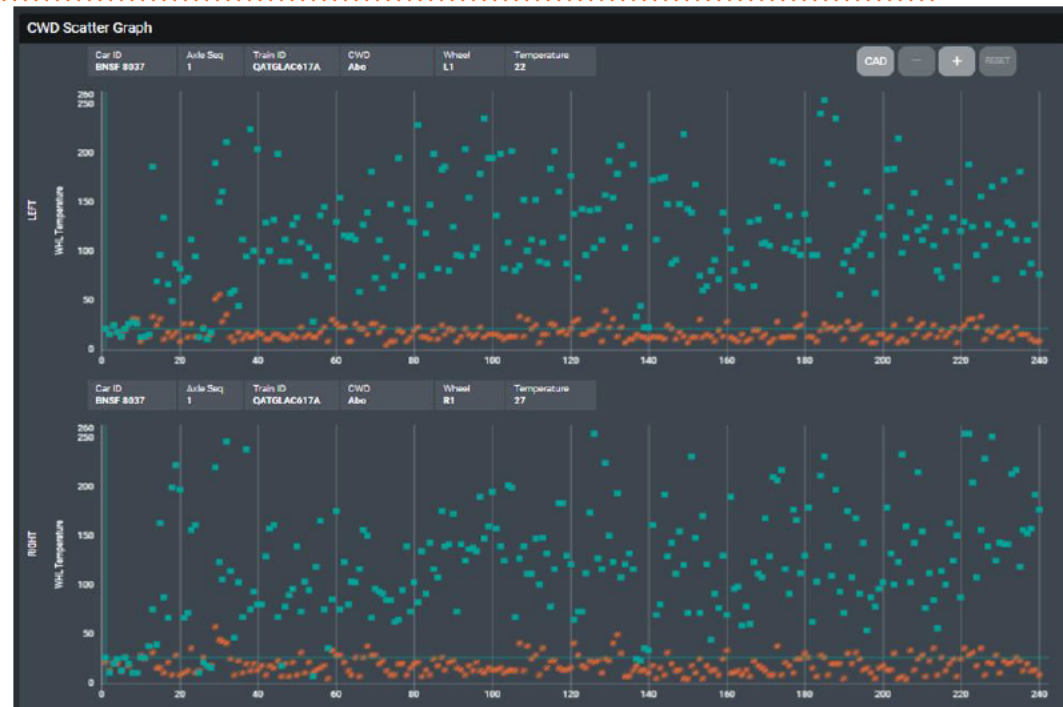 CWD Scatter Graph
Car ID Axle Seq Train ID CWD Wheel Temperature
BNSF 8037 1 QATGLAC617A Abo L1 22
CAD − + RESET
LEFT
WHL Temperature
260
250
200
150
100
50
0
0 20 40 60 80 100 120 140 160 180 200 220 240
Car ID Axle Seq Train ID CWD Wheel Temperature
BNSF 8037 1 QATGLAC617A Abo R1 27
RIGHT
WHL Temperature
260
250
200
150
100
50
0
0 20 40 60 80 100 120 140 160 180 200 220 240